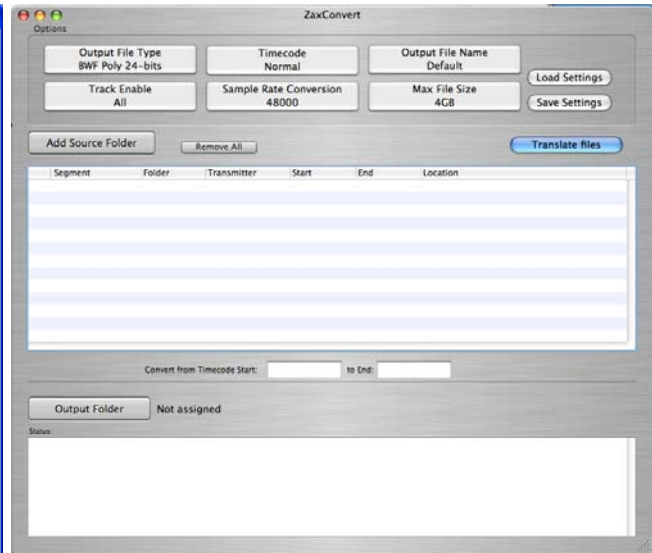 ZaxConvert
Options
Output File Type
BWF Poly 24-bits
Timecode
Normal
Output File Name
Default
Load Settings
Track Enable
All
Sample Rate Conversion
48000
Max File Size
4GB
Save Settings
Add Source Folder
Remove All
Translate files
Segment Folder Transmitter Start End Location
Convert from Timecode Start: to End:
Output Folder Not assigned
Status: